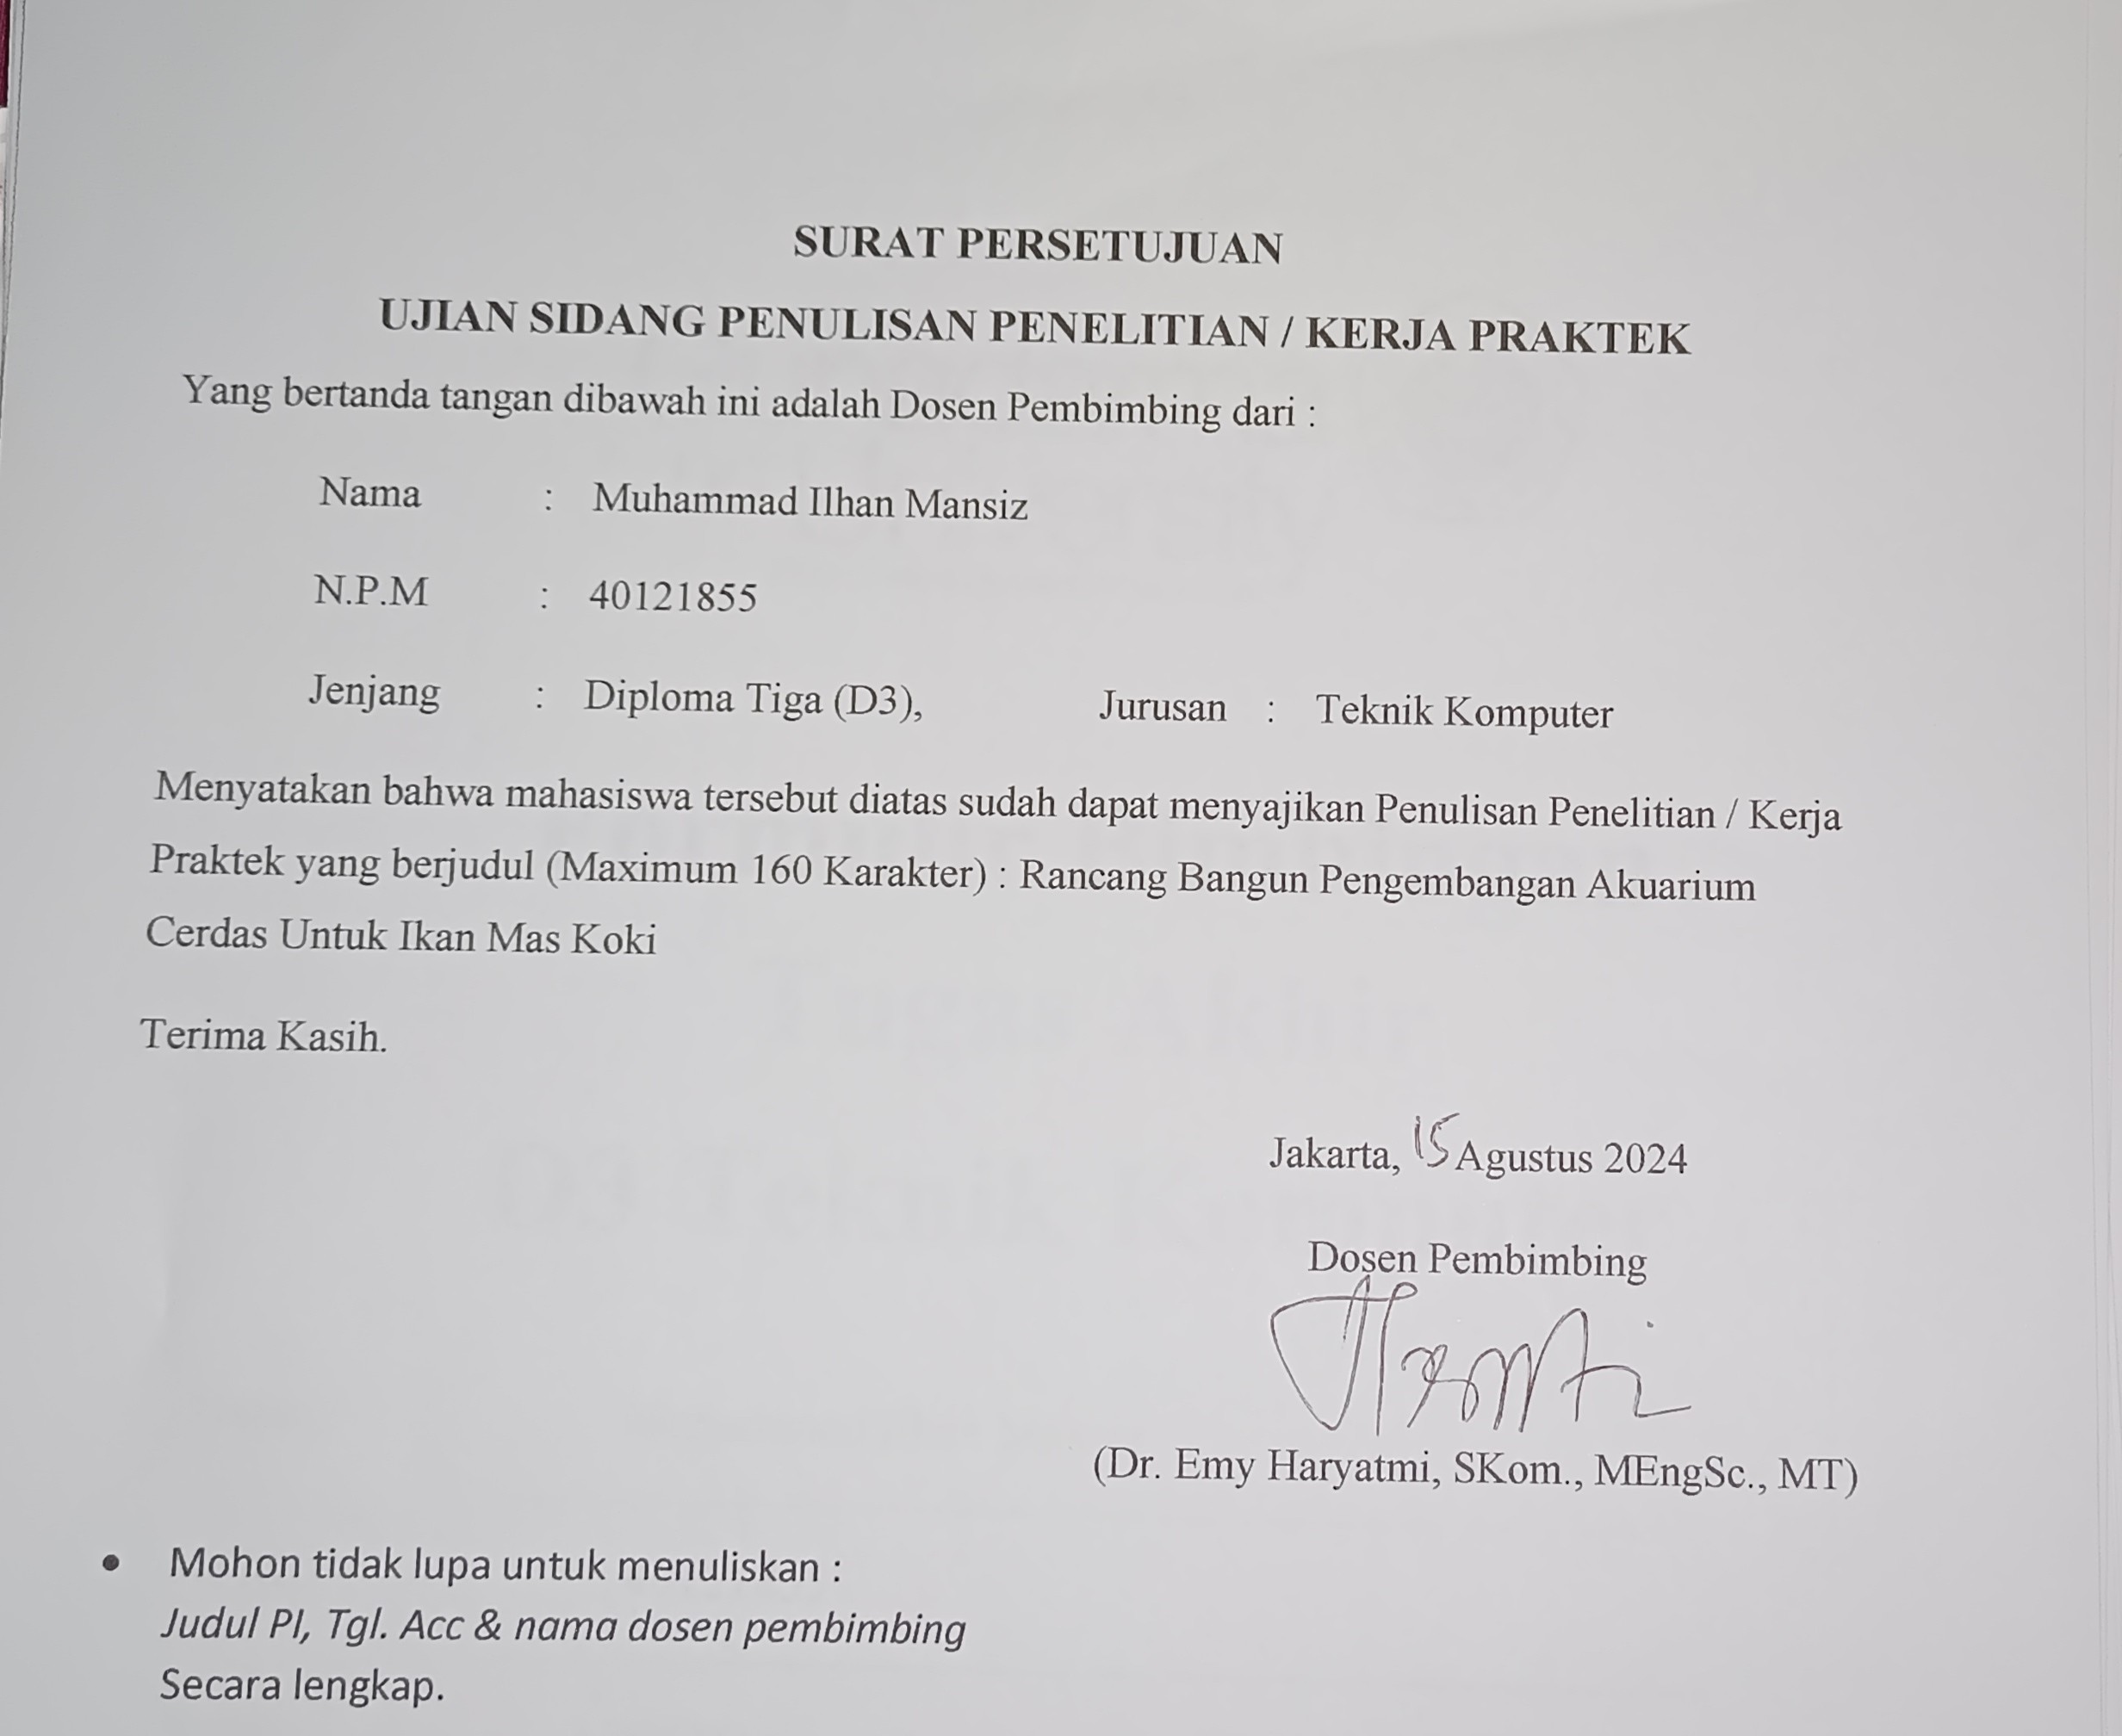 SURAT PERSETUJUAN
UJIAN SIDANG PENULISAN PENELITIAN / KERJA PRAKTEK
Yang bertanda tangan dibawah ini adalah Dosen Pembimbing dari :
Nama : Muhammad Ilhan Mansiz
N.P.M : 40121855
Jenjang : Diploma Tiga (D3), Jurusan : Teknik Komputer
Menyatakan bahwa mahasiswa tersebut diatas sudah dapat menyajikan Penulisan Penelitian / Kerja
Praktek yang berjudul (Maximum 160 Karakter) : Rancang Bangun Pengembangan Akuarium
Cerdas Untuk Ikan Mas Koki
Terima Kasih.
Jakarta, 15 Agustus 2024
Dosen Pembimbing
(Dr. Emy Haryatmi, SKom., MEngSc., MT)
• Mohon tidak lupa untuk menuliskan :
Judul PI, Tgl. Acc & nama dosen pembimbing
Secara lengkap.